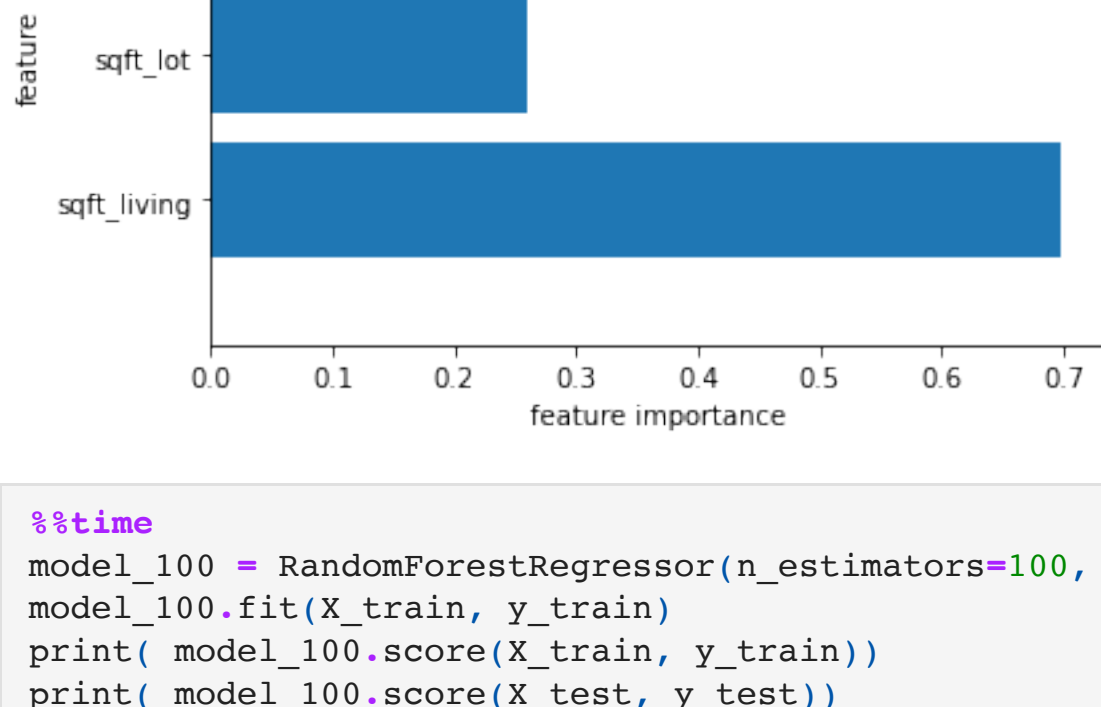 feature
sqft_lot
sqft_living
0.0 0.1 0.2 0.3 0.4 0.5 0.6 0.7
feature importance
%%time
model_100 = RandomForestRegressor(n_estimators=100,
model_100.fit(X_train, y_train)
print( model_100.score(X_train, y_train))
print( model_100.score(X_test, y_test))